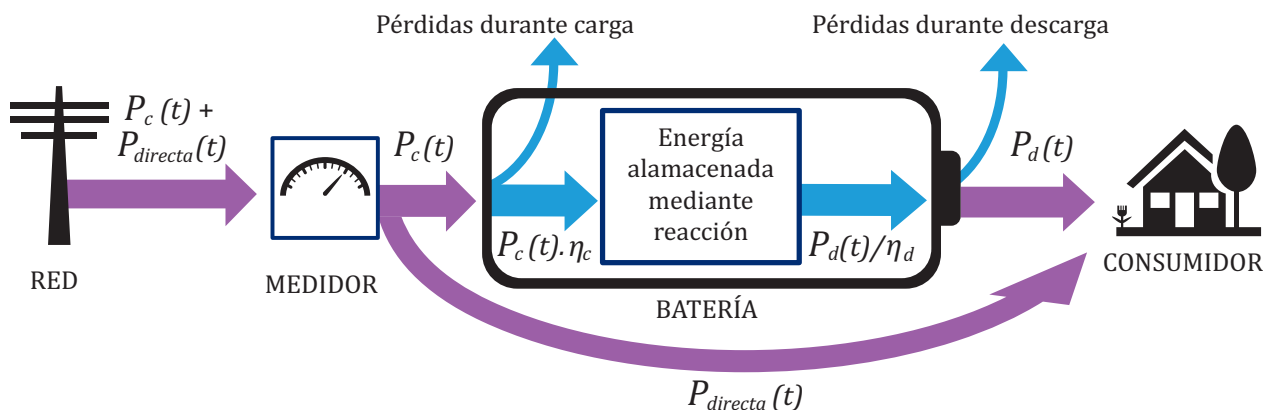 Pérdidas durante carga
Pérdidas durante descarga
P_c (t) +
P_directa (t)
P_c (t)
Energía
alamacenada
mediante
reacción
P_d (t)
P_c (t). η_c
P_d (t)/η_d
RED
MEDIDOR
BATERÍA
CONSUMIDOR
P_directa (t)